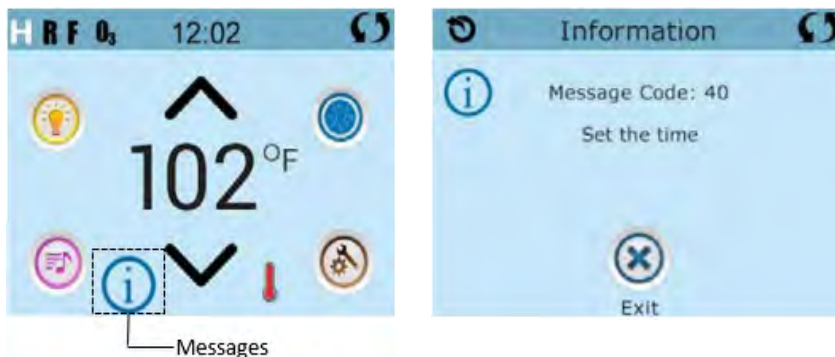 H R F O₃ 12:02
102°F
Messages
Information
Message Code: 40
Set the time
Exit